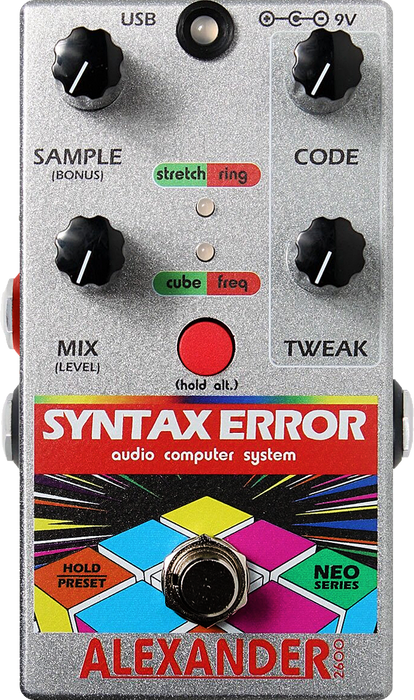 USB
9V
SAMPLE
(BONUS)
CODE
stretch ring
cube freq
MIX
(LEVEL)
TWEAK
(hold alt.)
SYNTAX ERROR
audio computer system
HOLD
PRESET
NEO
SERIES
ALEXANDER
2600